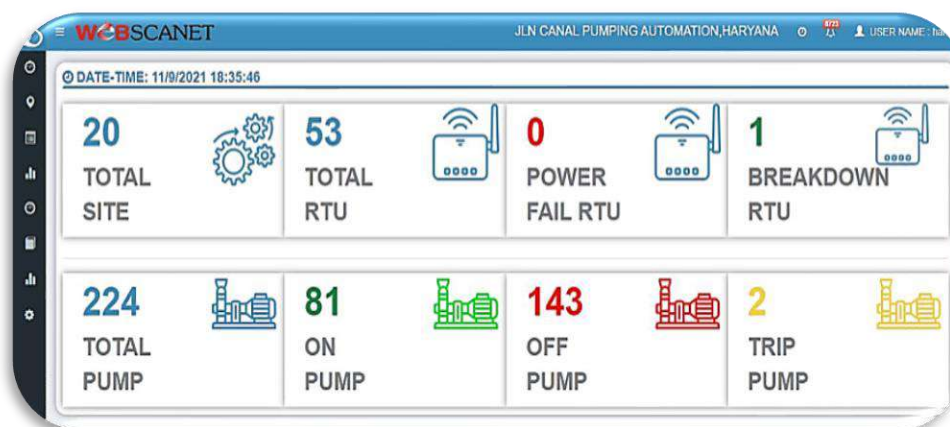 WEBSCANET
JLN CANAL PUMPING AUTOMATION,HARYANA
8723
USER NAME : ha
DATE-TIME: 11/9/2021 18:35:46
20
TOTAL
SITE
53
TOTAL
RTU
0
POWER
FAIL RTU
1
BREAKDOWN
RTU
224
TOTAL
PUMP
81
ON
PUMP
143
OFF
PUMP
2
TRIP
PUMP